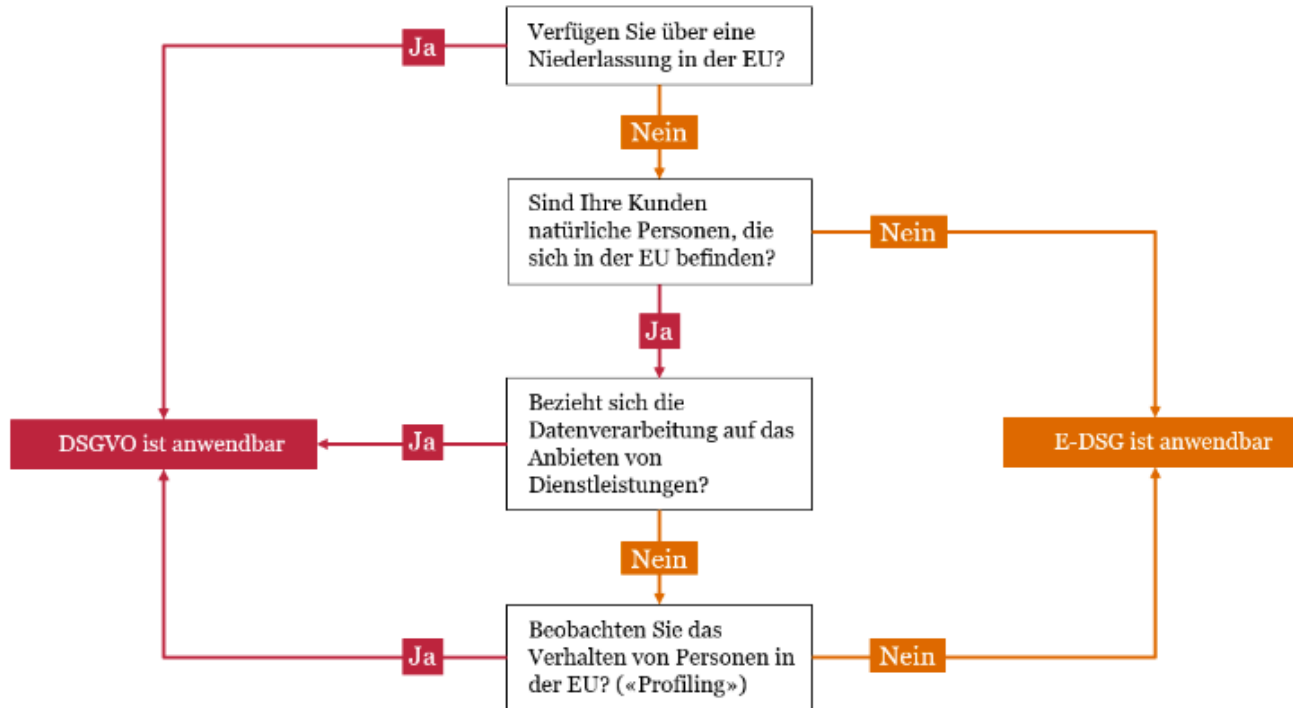 Verfügen Sie über eine
Niederlassung in der EU?
Ja
Nein
Sind Ihre Kunden
natürliche Personen, die
sich in der EU befinden?
Nein
Ja
Bezieht sich die
Datenverarbeitung auf das
Anbieten von
Dienstleistungen?
Ja
DSGVO ist anwendbar
E-DSG ist anwendbar
Nein
Beobachten Sie das
Verhalten von Personen in
der EU? («Profiling»)
Ja
Nein